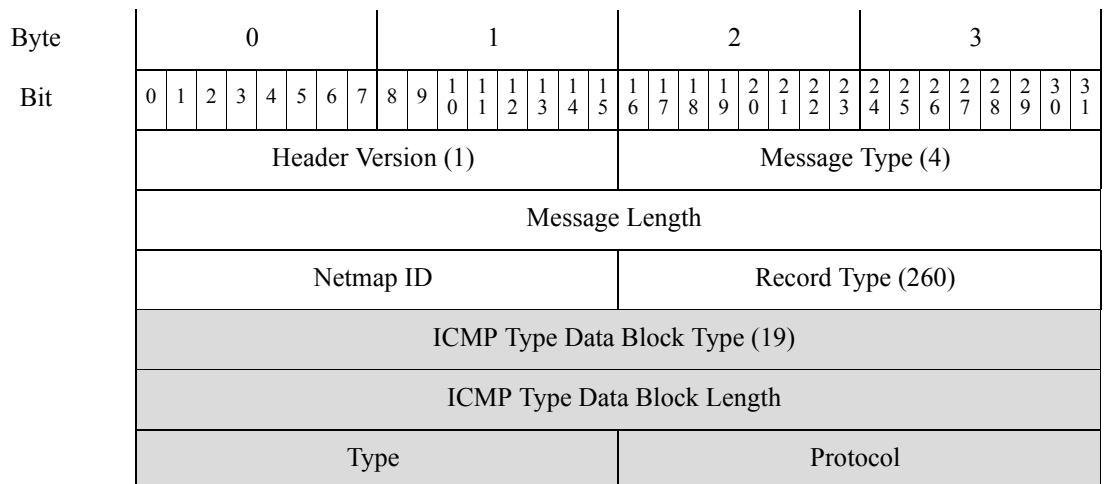 Byte 0 1 2 3
Bit 0 1 2 3 4 5 6 7 8 9 10 11 12 13 14 15 16 17 18 19 20 21 22 23 24 25 26 27 28 29 30 31
Header Version (1) Message Type (4)
Message Length
Netmap ID Record Type (260)
ICMP Type Data Block Type (19)
ICMP Type Data Block Length
Type Protocol